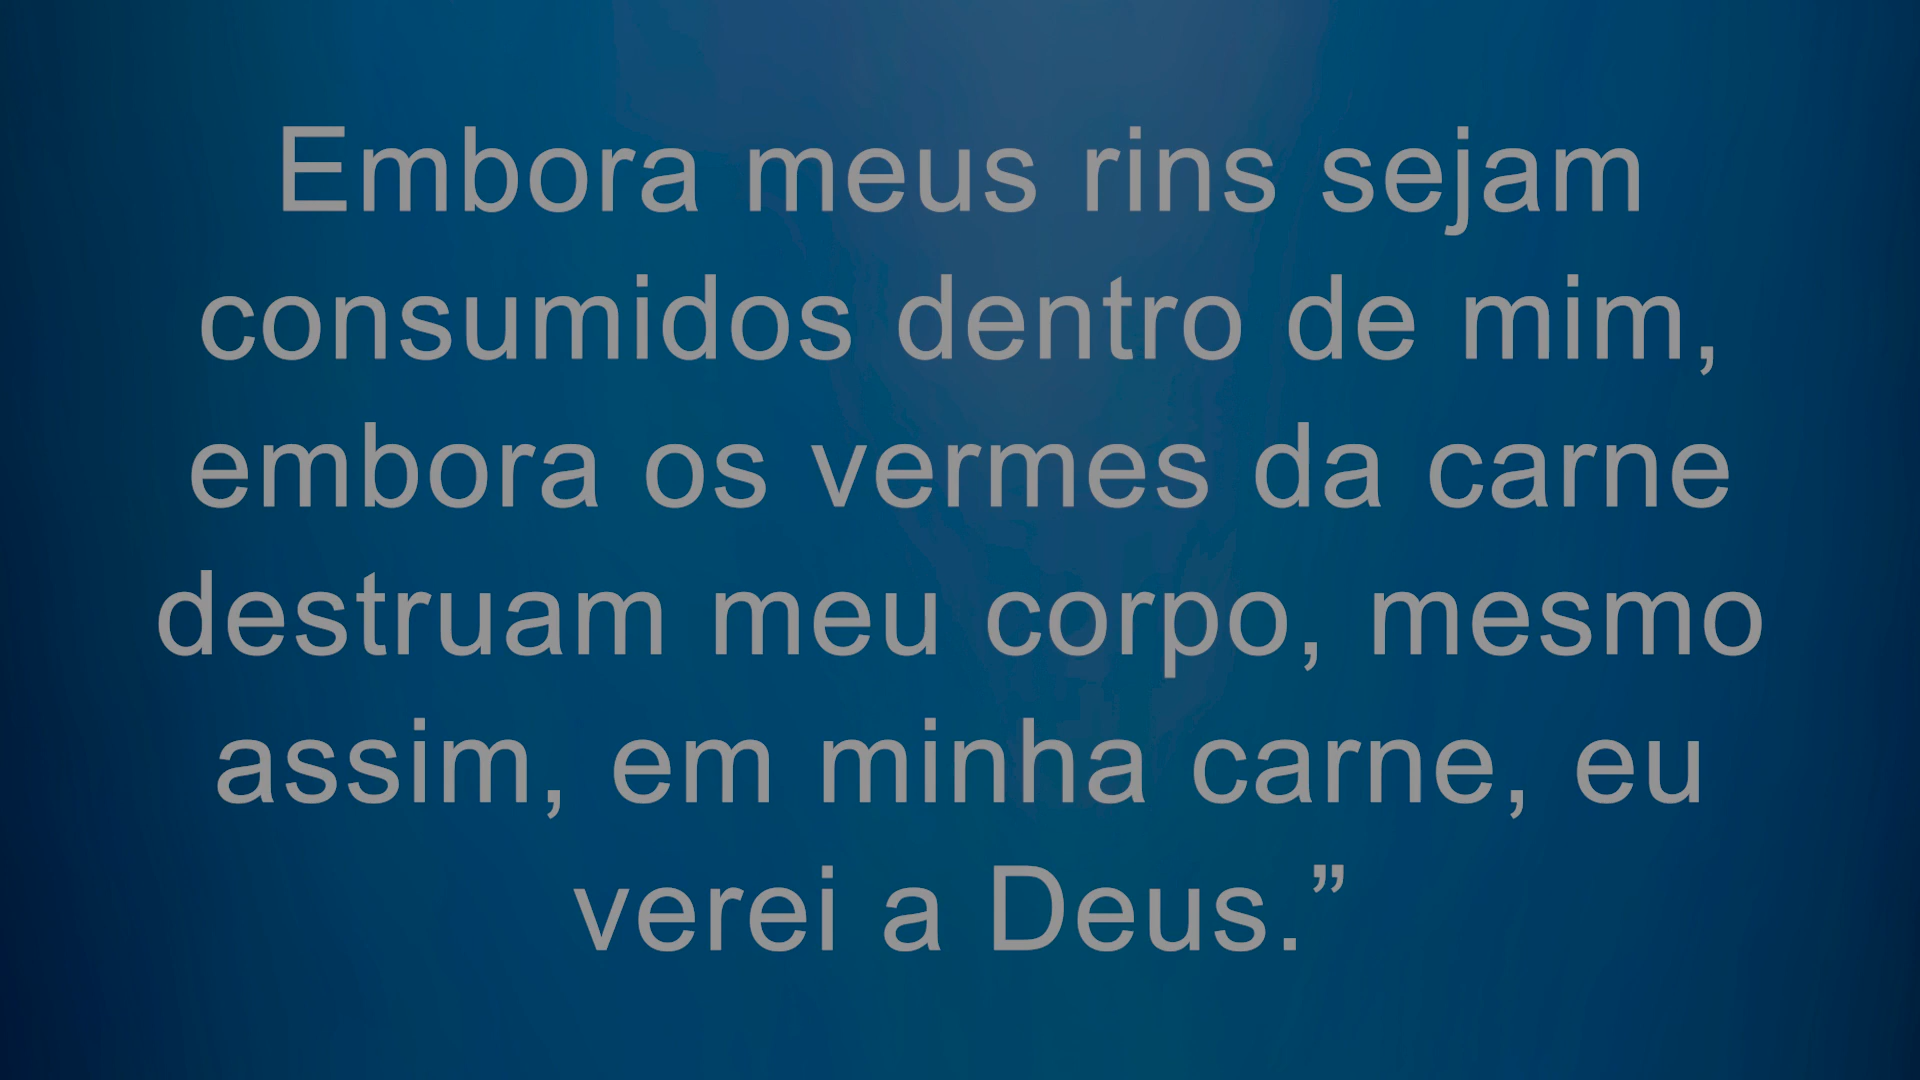 Embora meus rins sejam
consumidos dentro de mim,
embora os vermes da carne
destruam meu corpo, mesmo
assim, em minha carne, eu
verei a Deus.”